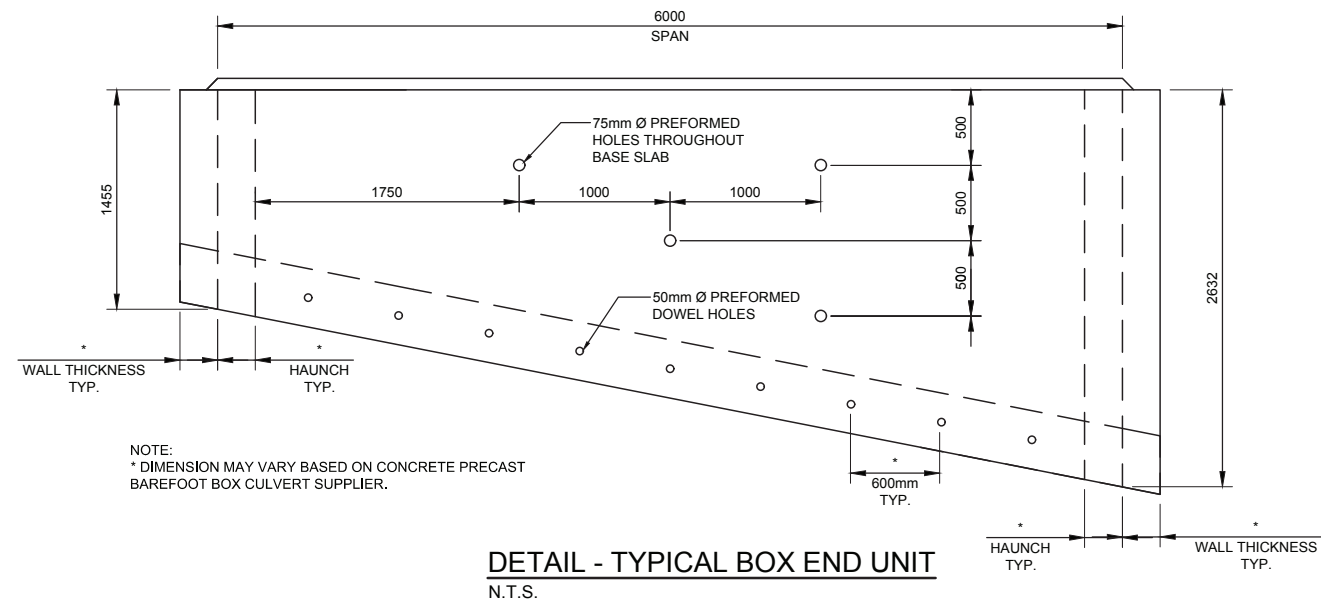 6000
SPAN
75mm Ø PREFORMED
HOLES THROUGHOUT
BASE SLAB
500
1455
1750
1000
1000
500
2632
500
50mm Ø PREFORMED
DOWEL HOLES
*
WALL THICKNESS
TYP.
*
HAUNCH
TYP.
NOTE:
* DIMENSION MAY VARY BASED ON CONCRETE PRECAST
BAREFOOT BOX CULVERT SUPPLIER.
*
600mm
TYP.
*
HAUNCH
TYP.
*
WALL THICKNESS
TYP.
DETAIL - TYPICAL BOX END UNIT
N.T.S.